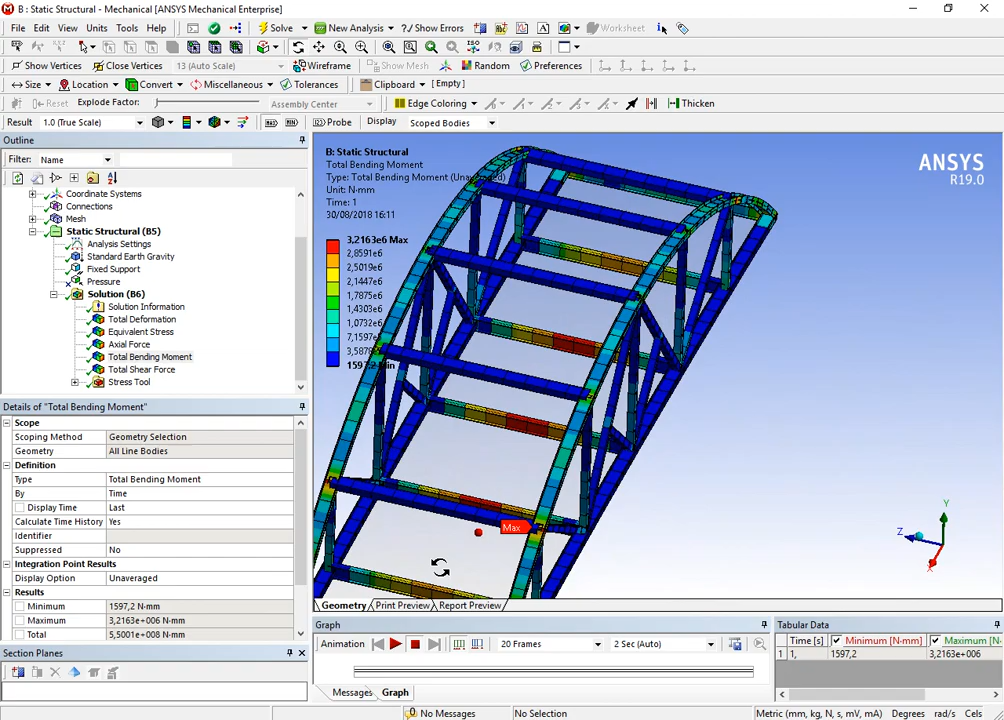 B : Static Structural - Mechanical [ANSYS Mechanical Enterprise]
File Edit View Units Tools Help Solve New Analysis ?/ Show Errors Worksheet
Show Vertices Close Vertices 13 (Auto Scale) Wireframe Show Mesh Random Preferences
Size Location Convert Miscellaneous Tolerances Clipboard [ Empty ]
Reset Explode Factor: Assembly Center Edge Coloring Thicken
Result 1.0 (True Scale) Probe Display Scoped Bodies
Outline
Filter: Name
Coordinate Systems
Connections
Mesh
Static Structural (B5)
Analysis Settings
Standard Earth Gravity
Fixed Support
Pressure
Solution (B6)
Solution Information
Total Deformation
Equivalent Stress
Axial Force
Total Bending Moment
Total Shear Force
Stress Tool
Details of "Total Bending Moment"
Scope
Scoping Method Geometry Selection
Geometry All Line Bodies
Definition
Type Total Bending Moment
By Time
Display Time Last
Calculate Time History Yes
Identifier
Suppressed No
Integration Point Results
Display Option Unaveraged
Results
Minimum 1597,2 N-mm
Maximum 3,2163e+006 N-mm
Total 5,5001e+008 N-mm
Section Planes
B: Static Structural
Total Bending Moment
Type: Total Bending Moment (Unaveraged)
Unit: N-mm
Time: 1
30/08/2018 16:11
3,2163e6 Max
2,8591e6
2,5019e6
2,1447e6
1,7875e6
1,4303e6
1,0732e6
7,1597e5
3,5878e5
1597,2 Min
ANSYS
R19.0
Max
Y
Z
X
Geometry Print Preview Report Preview
Graph
Animation 20 Frames 2 Sec (Auto)
Messages Graph
Tabular Data
Time [s] Minimum [N-mm] Maximum [N-mm]
1 1, 1597,2 3,2163e+006
No Messages No Selection Metric (mm, kg, N, s, mV, mA) Degrees rad/s Cels